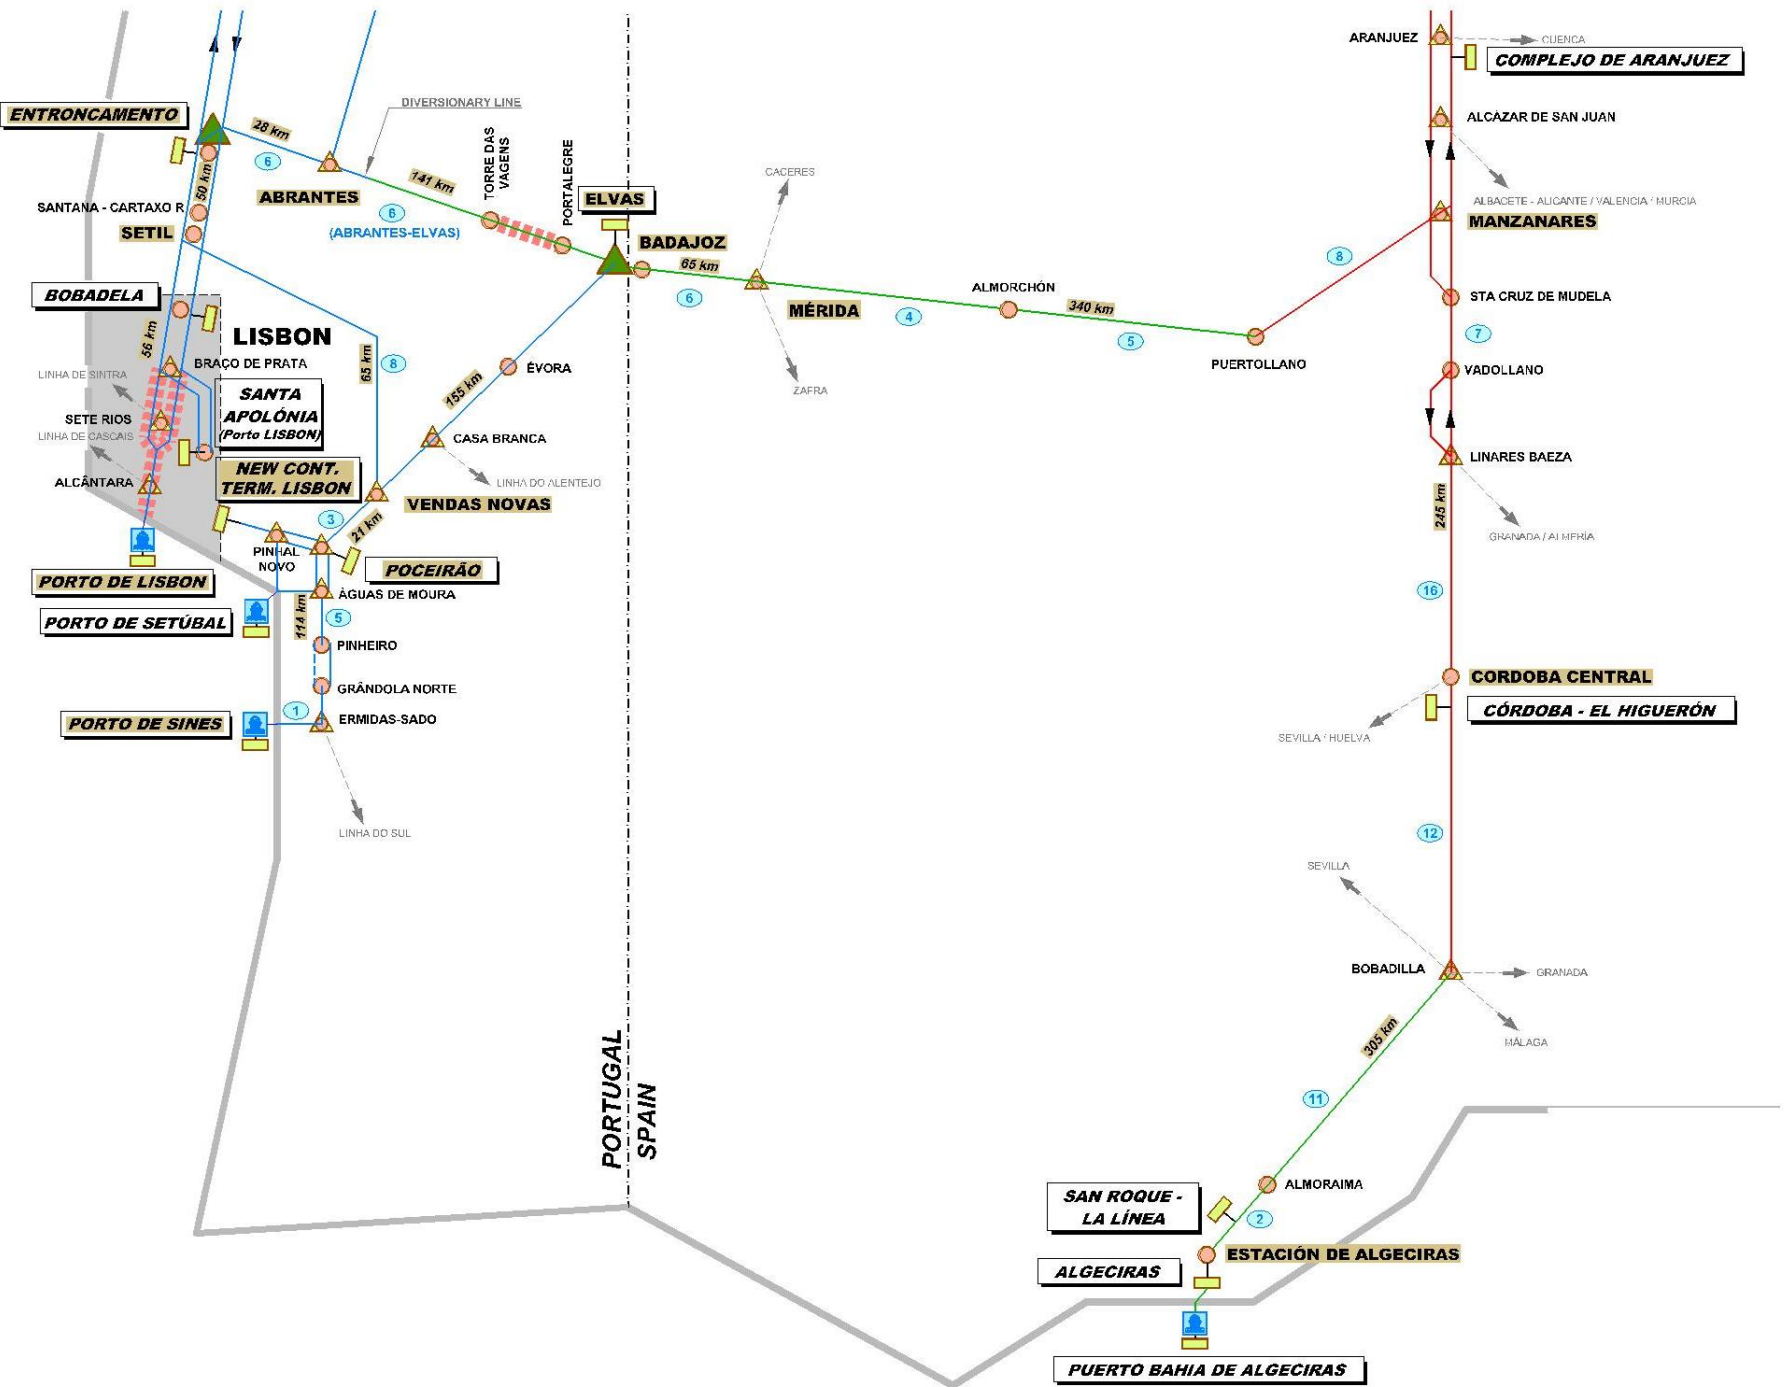 ARANJUEZ
CUENCA
COMPLEJO DE ARANJUEZ
ENTRONCAMENTO
28 km
6
DIVERSIONARY LINE
ALCÁZAR DE SAN JUAN
50 km
ABRANTES
141 km
TORRE DAS
VAGENS
PORTALEGRE
CACERES
ALBACETE - ALICANTE / VALENCIA / MURCIA
SANTANA - CARTAXO R
SETIL
6
(ABRANTES-ELVAS)
ELVAS
BADAJOZ
65 km
6
MANZANARES
8
BOBADELA
MÉRIDA
4
ALMORCHÓN
340 km
5
STA CRUZ DE MUDELA
LISBON
56 km
65 km
8
7
PUERTOLLANO
BRAÇO DE PRATA
LINHA DE SINTRA
ÉVORA
155 km
ZAFRA
VADOLLANO
SANTA
APOLÓNIA
(Porto LISBON)
SETE RIOS
LINHA DE CASCAIS
CASA BRANCA
LINARES BAEZA
NEW CONT.
TERM. LISBON
ALCÂNTARA
LINHA DO ALENTEJO
VENDAS NOVAS
245 km
GRANADA / ALMERÍA
3
21 km
PINHAL
NOVO
POCEIRÃO
PORTO DE LISBON
ÁGUAS DE MOURA
16
PORTO DE SETÚBAL
114 km
5
PINHEIRO
CORDOBA CENTRAL
GRÂNDOLA NORTE
CÓRDOBA - EL HIGUERÓN
PORTO DE SINES
1
ERMIDAS-SADO
SEVILLA / HUELVA
LINHA DO SUL
12
SEVILLA
BOBADILLA
GRANADA
305 km
MÁLAGA
PORTUGAL
SPAIN
11
ALMORAIMA
SAN ROQUE -
LA LÍNEA
2
ESTACIÓN DE ALGECIRAS
ALGECIRAS
PUERTO BAHIA DE ALGECIRAS